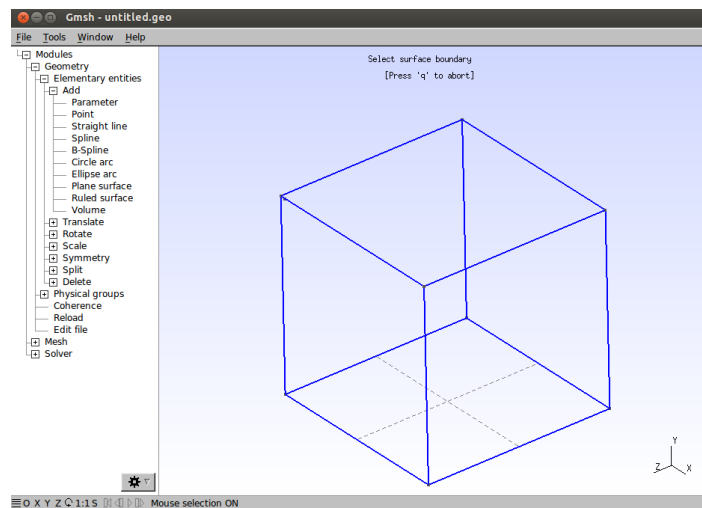 Gmsh - untitled.geo
File Tools Window Help
Modules
Geometry
Elementary entities
Add
Parameter
Point
Straight line
Spline
B-Spline
Circle arc
Ellipse arc
Plane surface
Ruled surface
Volume
Translate
Rotate
Scale
Symmetry
Split
Delete
Physical groups
Coherence
Reload
Edit file
Mesh
Solver
Select surface boundary
[Press 'q' to abort]
Y
Z X
O X Y Z 1:1 S Mouse selection ON